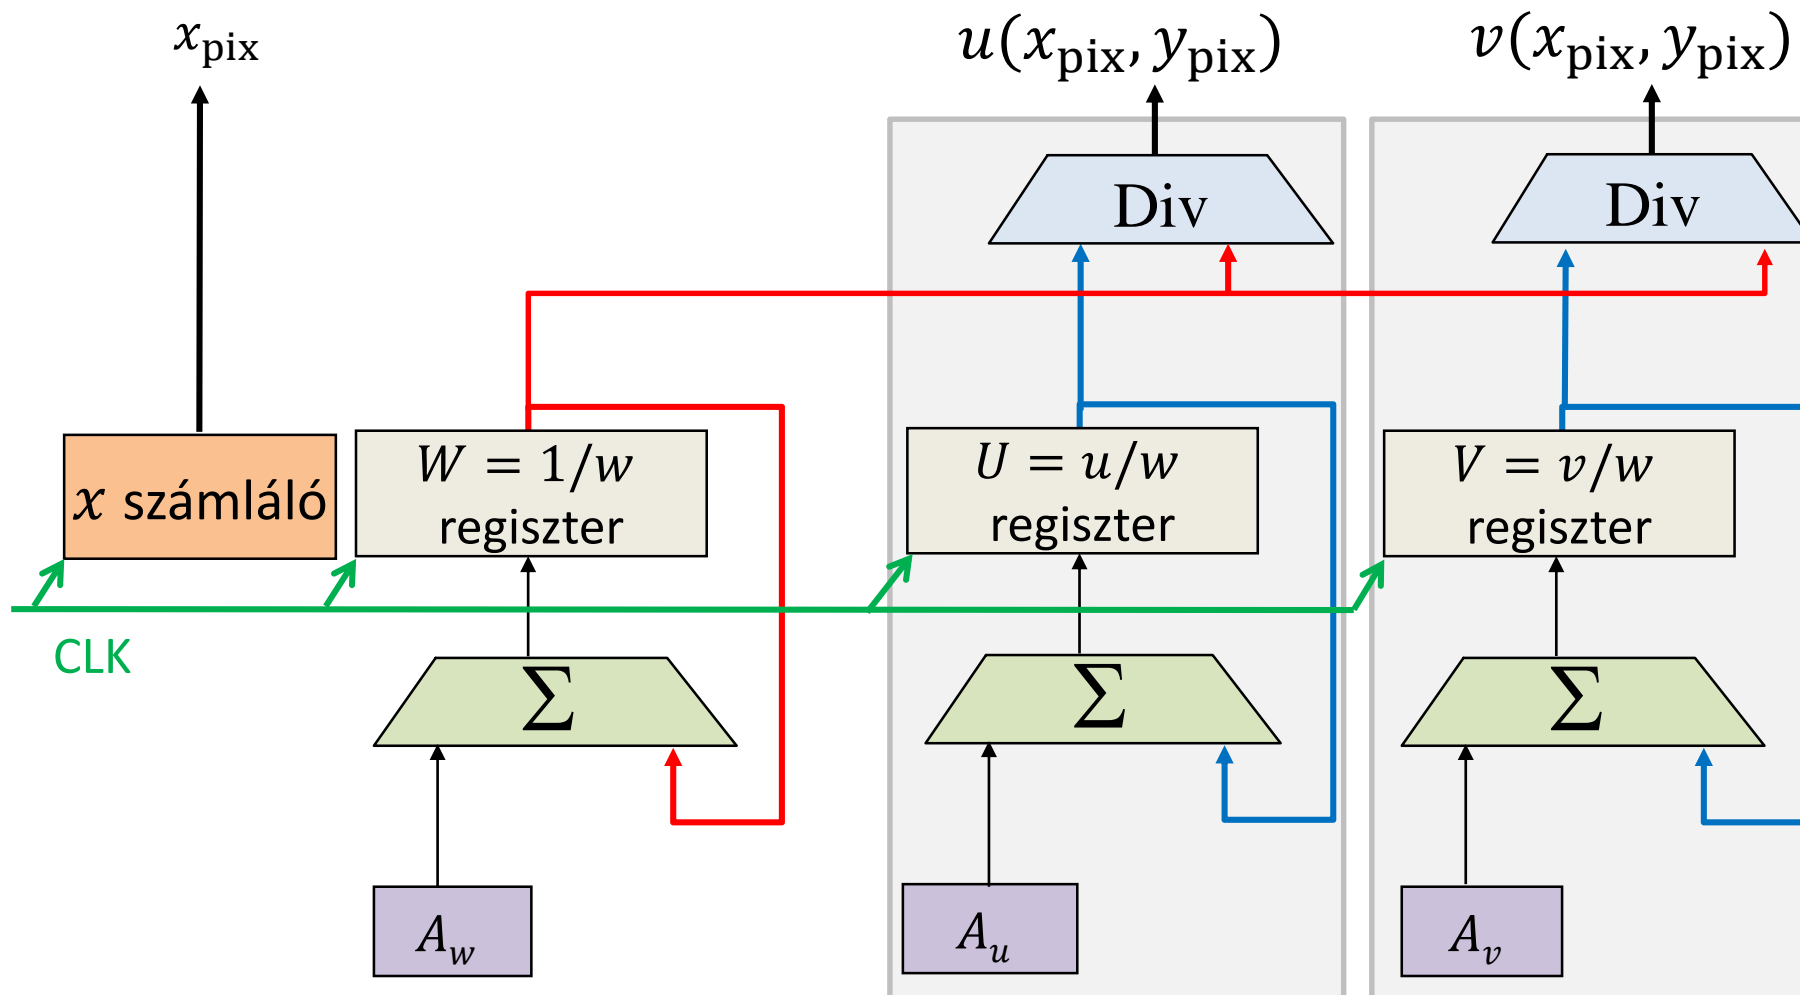 x_pix
u(x_pix, y_pix)
v(x_pix, y_pix)
Div
Div
x számláló
W = 1/w
regiszter
U = u/w
regiszter
V = v/w
regiszter
CLK
Σ
Σ
Σ
A_w
A_u
A_v